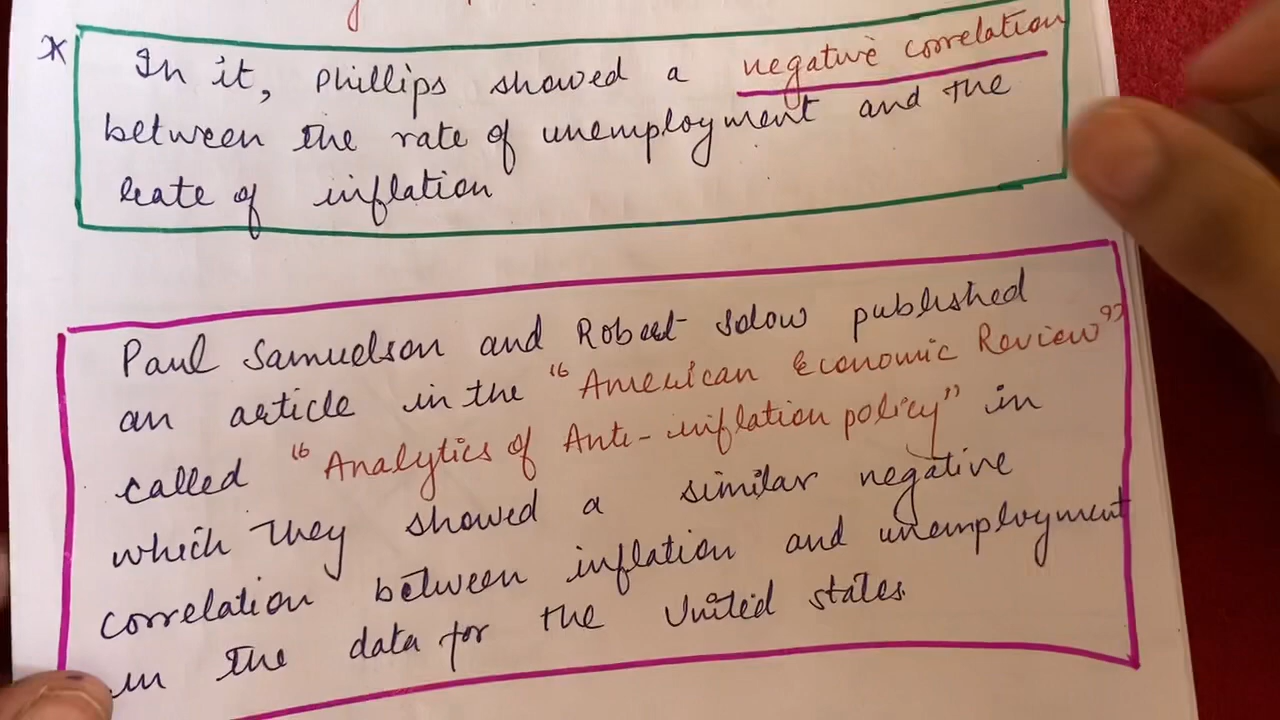 * In it, Phillips showed a negative correlation
between the rate of unemployment and the
rate of inflation
Paul Samuelson and Robert Solow published
an article in the "American Economic Review"
called "Analytics of Anti-inflation policy" in
which they showed a similar negative
correlation between inflation and unemployment
in the data for the United states.